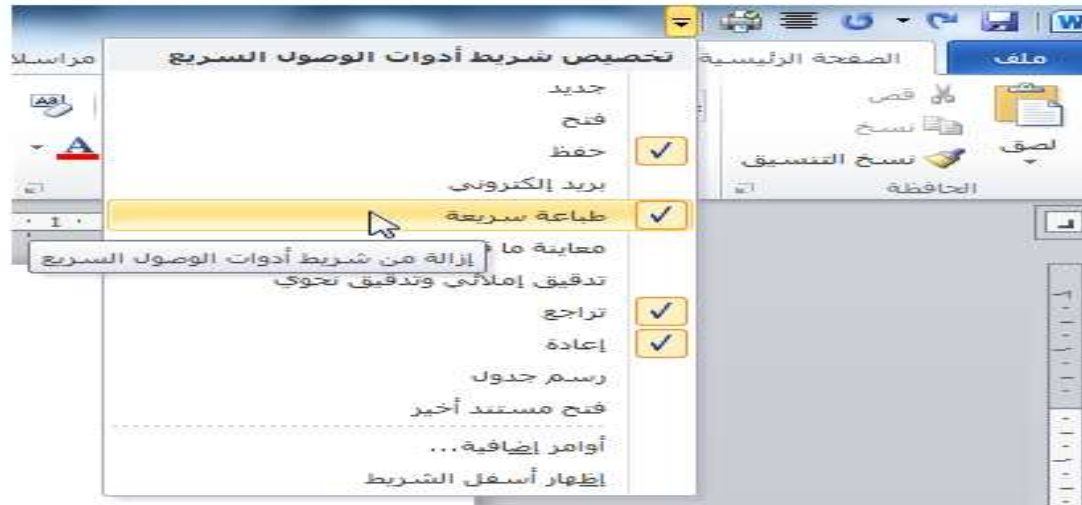 W
ملف
الصفحة الرئيسية
قص
نسخ
نسخ التنسيق
لصق
الحافظة
تخصيص شريط أدوات الوصول السريع
جديد
فتح
حفظ
بريد إلكتروني
طباعة سريعة
معاينة
إزالة من شريط أدوات الوصول السريع
تدقيق إملائي وتدقيق نحوي
تراجع
إعادة
رسم جدول
فتح مستند أخير
أوامر إضافية...
إظهار أسفل الشريط
Aa
A
1